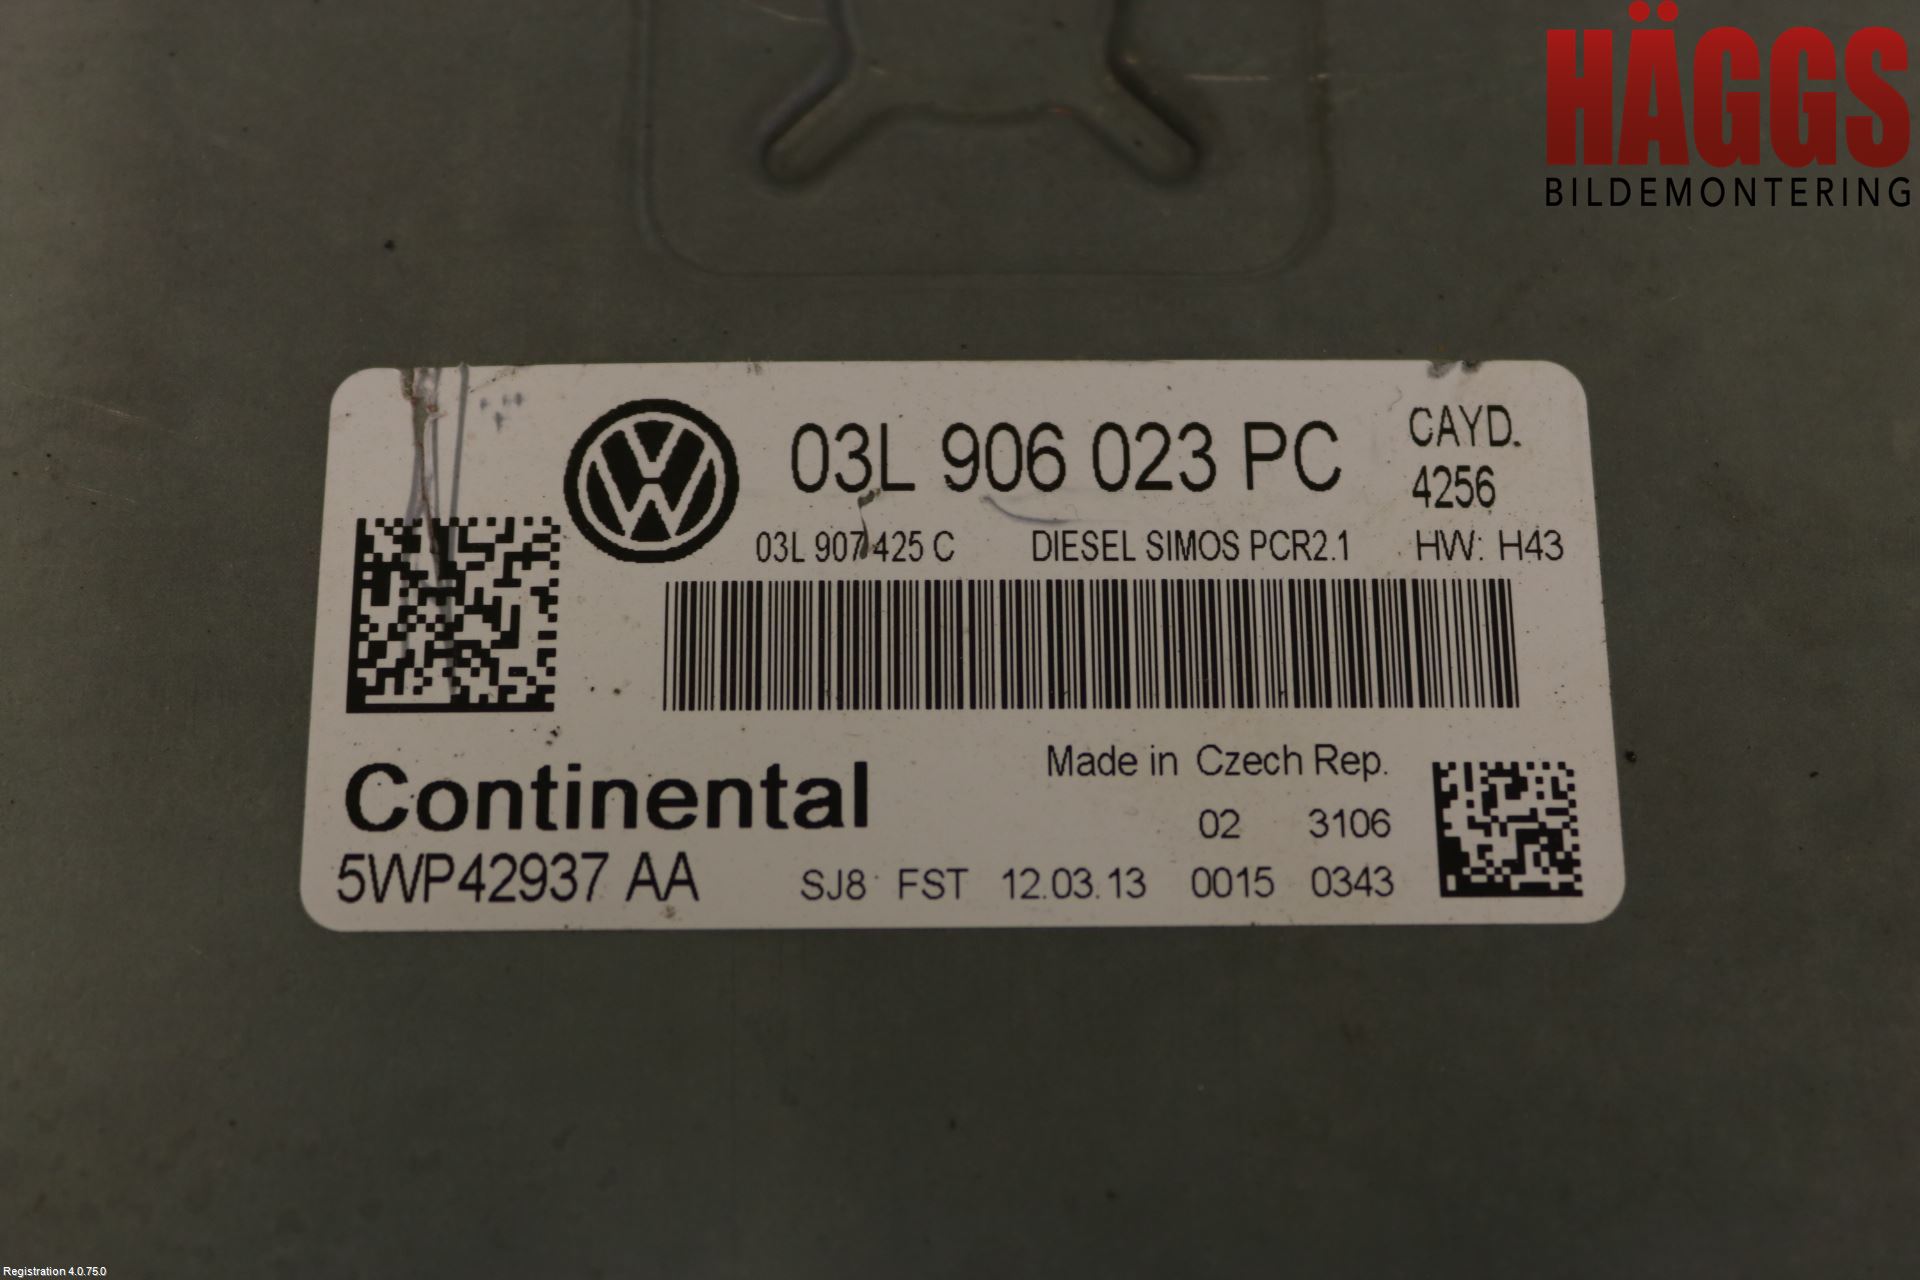 HÄGGS
BILDEMONTERING
03L 906 023 PC
CAYD.
4256
03L 907 425 C DIESEL SIMOS PCR2.1 HW: H43
Made in Czech Rep.
Continental
02 3106
5WP42937 AA
SJ8 FST 12.03.13 0015 0343
Registration 4.0.75.0